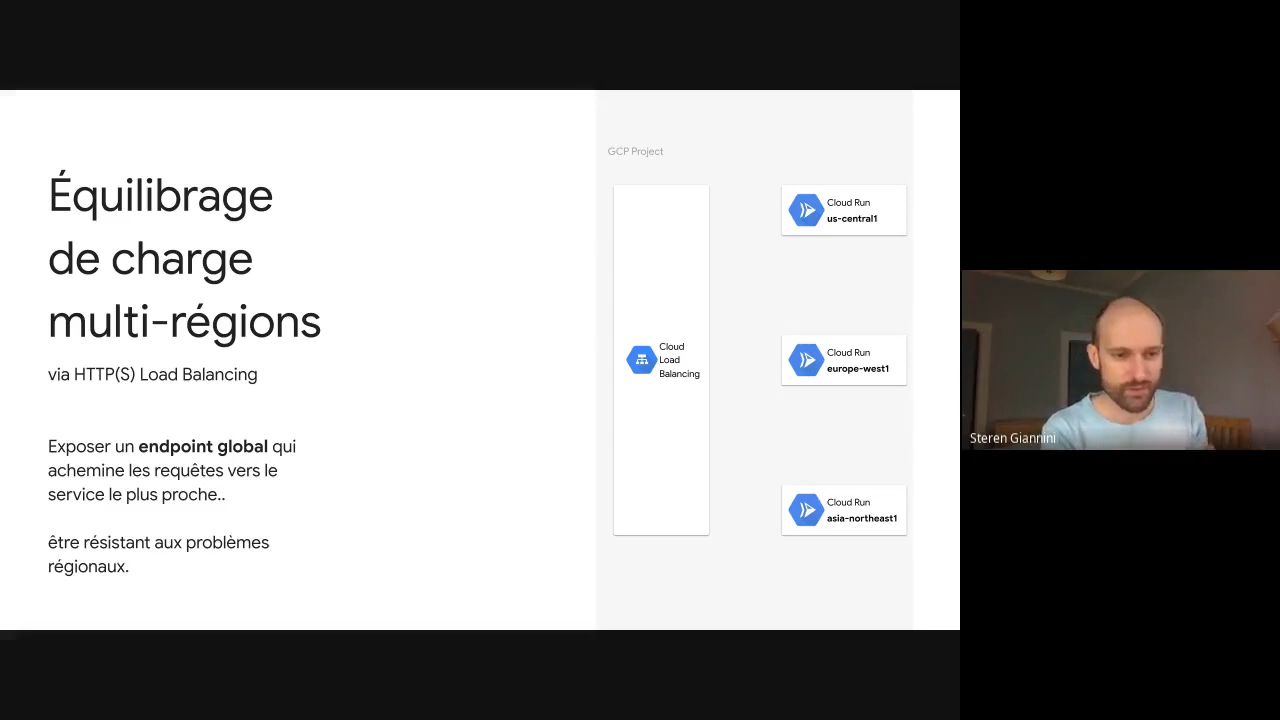 Équilibrage
de charge
multi-régions
via HTTP(S) Load Balancing
Exposer un endpoint global qui
achemine les requêtes vers le
service le plus proche..
être résistant aux problèmes
régionaux.
GCP Project
Cloud
Load
Balancing
Cloud Run
us-central1
Cloud Run
europe-west1
Cloud Run
asia-northeast1
Steren Giannini